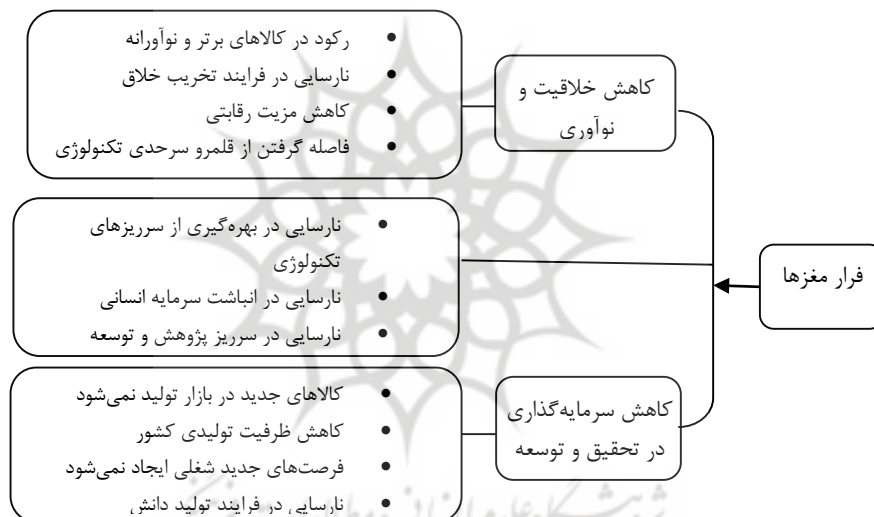 فرار مغزها
کاهش خلاقیت و
نوآوری
• رکود در کالاهای برتر و نوآورانه
• نارسایی در فرایند تخریب خلاق
• کاهش مزیت رقابتی
• فاصله گرفتن از قلمرو سرحدی تکنولوژی
• نارسایی در بهره‌گیری از سرریزهای
تکنولوژی
• نارسایی در انباشت سرمایه انسانی
• نارسایی در سرریز پژوهش و توسعه
کاهش سرمایه‌گذاری
در تحقیق و توسعه
• کالاهای جدید در بازار تولید نمی‌شود
• کاهش ظرفیت تولیدی کشور
• فرصت‌های جدید شغلی ایجاد نمی‌شود
• نارسایی در فرایند تولید دانش